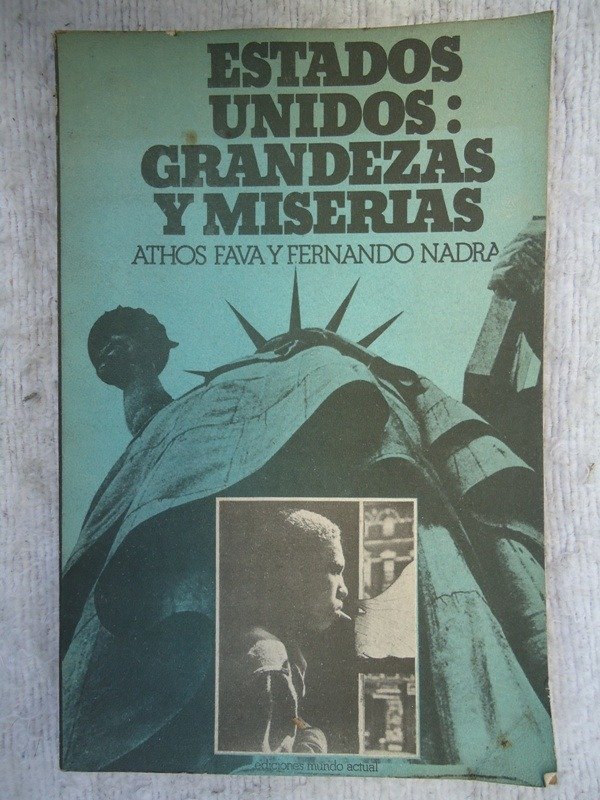 ESTADOS
UNIDOS:
GRANDEZAS
Y MISERIAS
ATHOS FAVA Y FERNANDO NADRA
ediciones mundo actual